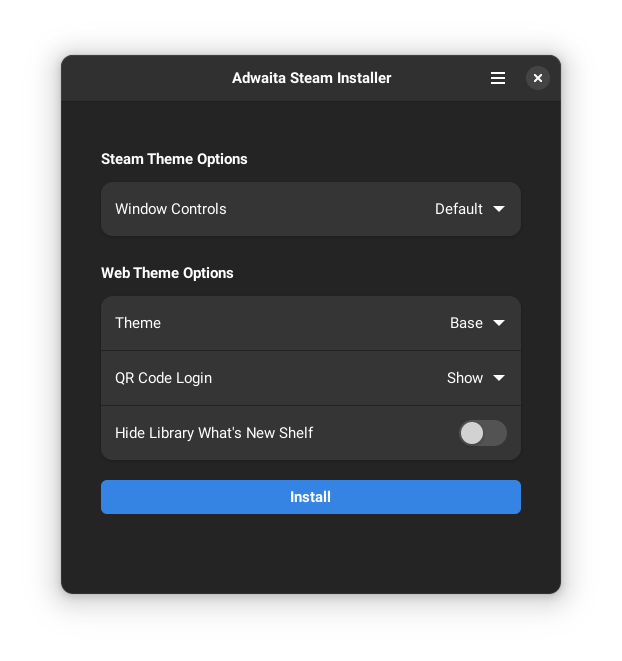 Adwaita Steam Installer
Steam Theme Options
Window Controls Default
Web Theme Options
Theme Base
QR Code Login Show
Hide Library What's New Shelf
Install